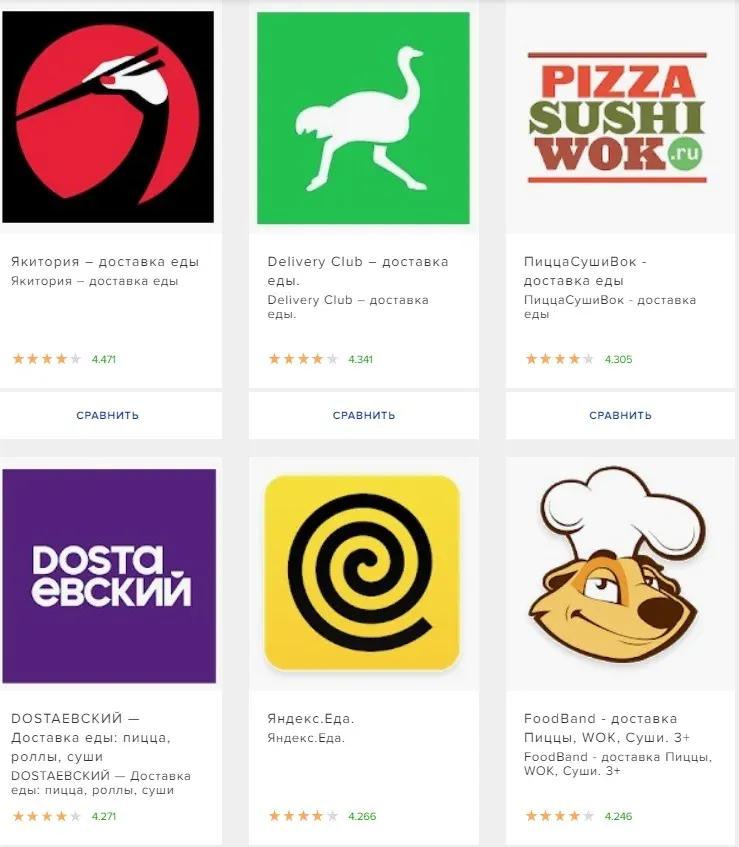 PIZZA
SUSHI
WOK.ru
Якитория – доставка еды
Якитория – доставка еды
4.471
СРАВНИТЬ
Delivery Club – доставка
еды.
Delivery Club – доставка
еды.
4.341
СРАВНИТЬ
ПиццаСушиВок -
доставка еды
ПиццаСушиВок - доставка
еды
4.305
СРАВНИТЬ
DOSTA
ЕВСКИЙ
DOSTAЕВСКИЙ —
Доставка еды: пицца,
роллы, суши
DOSTAЕВСКИЙ — Доставка
еды: пицца, роллы, суши
4.271
Яндекс.Еда.
Яндекс.Еда.
4.266
FoodBand - доставка
Пиццы, WOK, Суши. 3+
FoodBand - доставка Пиццы,
WOK, Суши. 3+
4.246